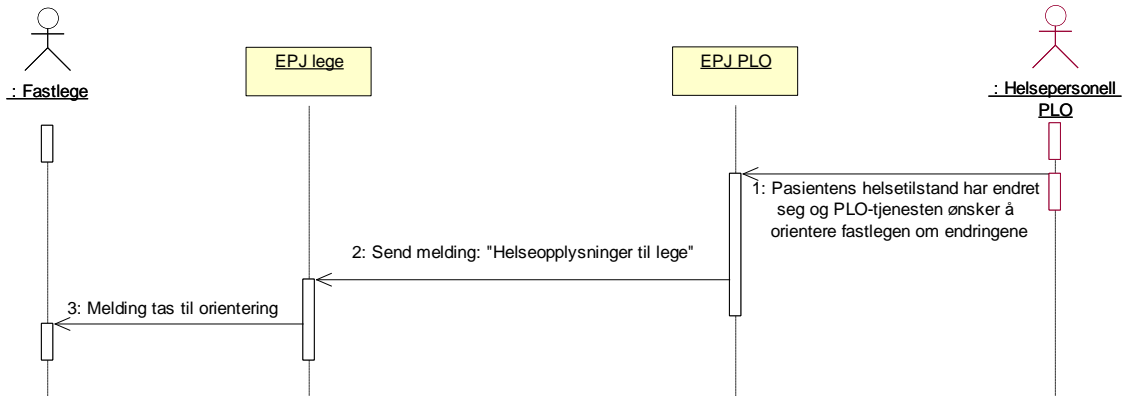 : Fastlege
EPJ lege
EPJ PLO
: Helsepersonell
PLO
1: Pasientens helsetilstand har endret
seg og PLO-tjenesten ønsker å
orientere fastlegen om endringene
2: Send melding: "Helseopplysninger til lege"
3: Melding tas til orientering